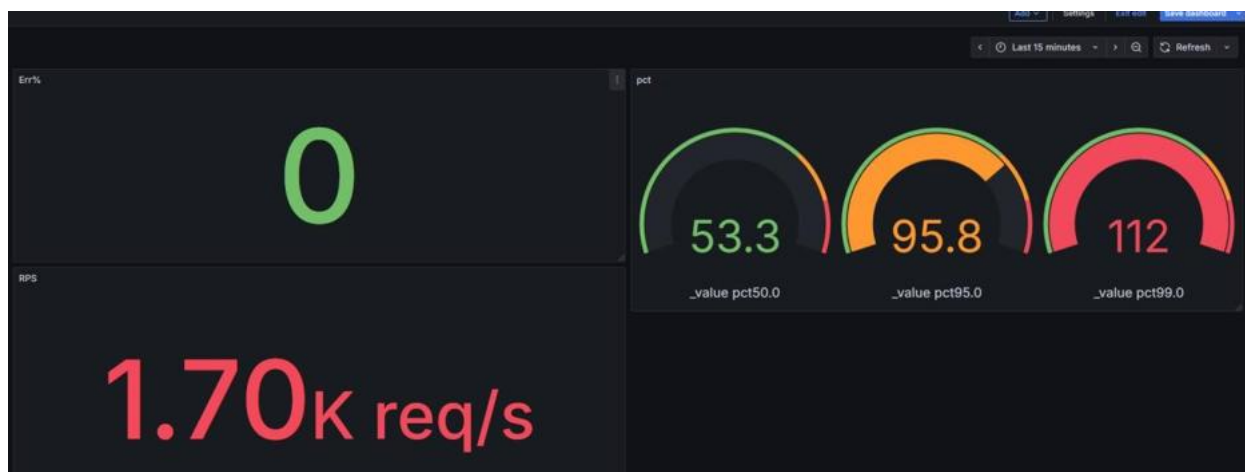 Add Settings Exit edit Save dashboard
Last 15 minutes Refresh
Err%
0
RPS
1.70K req/s
pct
53.3 95.8 112
_value pct50.0 _value pct95.0 _value pct99.0